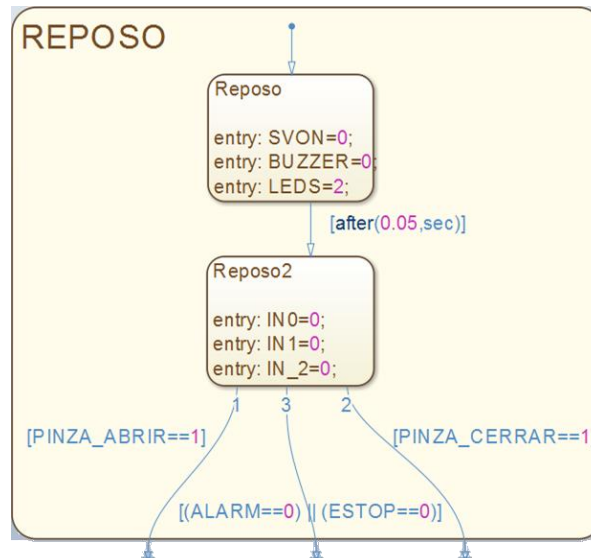 REPOSO
Reposo
entry: SVON=0;
entry: BUZZER=0;
entry: LEDS=2;
[after(0.05,sec)]
Reposo2
entry: IN0=0;
entry: IN1=0;
entry: IN_2=0;
1 3 2
[PINZA_ABRIR==1]
[PINZA_CERRAR==1
[(ALARM==0) || (ESTOP==0)]